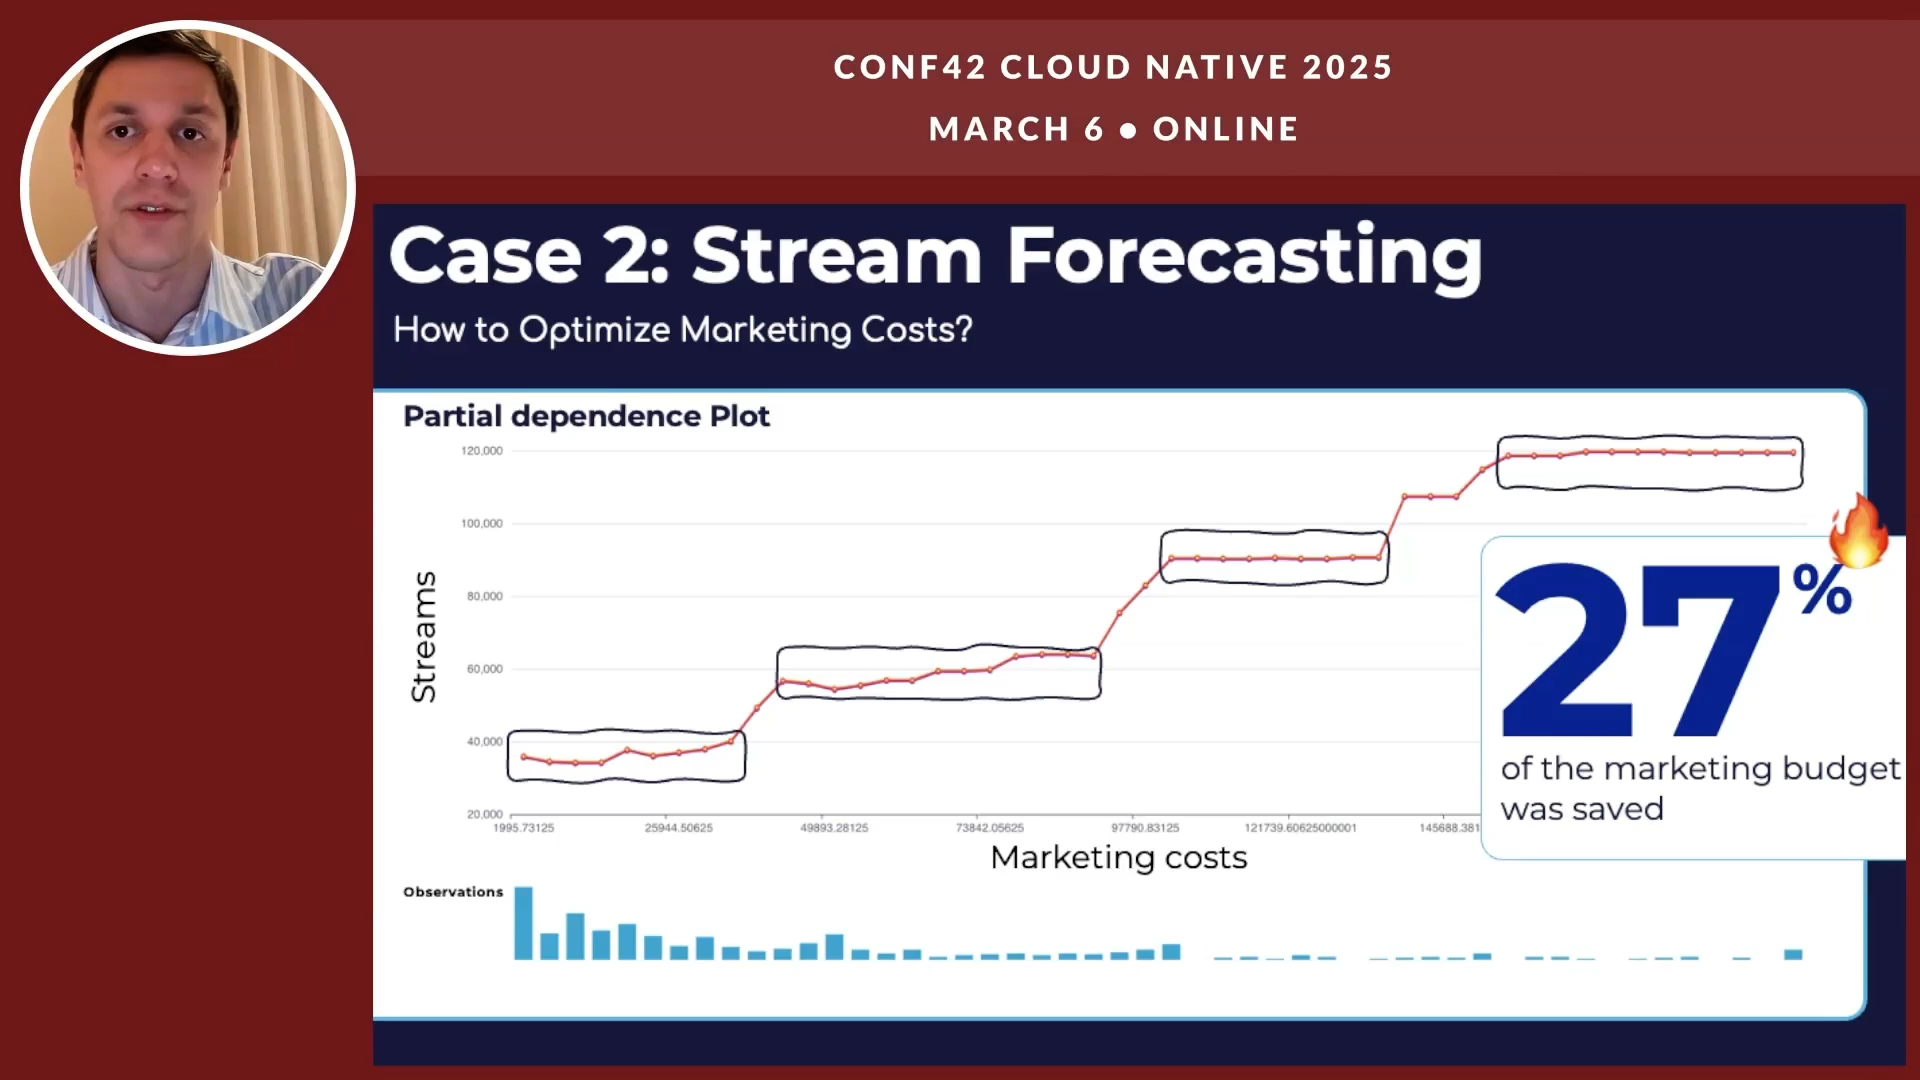 CONF42 CLOUD NATIVE 2025
MARCH 6 ● ONLINE
Case 2: Stream Forecasting
How to Optimize Marketing Costs?
Partial dependence Plot
120,000
100,000
80,000
60,000
40,000
20,000
Streams
1995.73125
25944.50625
49893.28125
73842.05625
97790.83125
121739.60625000001
145688.381
Marketing costs
Observations
27%
of the marketing budget
was saved